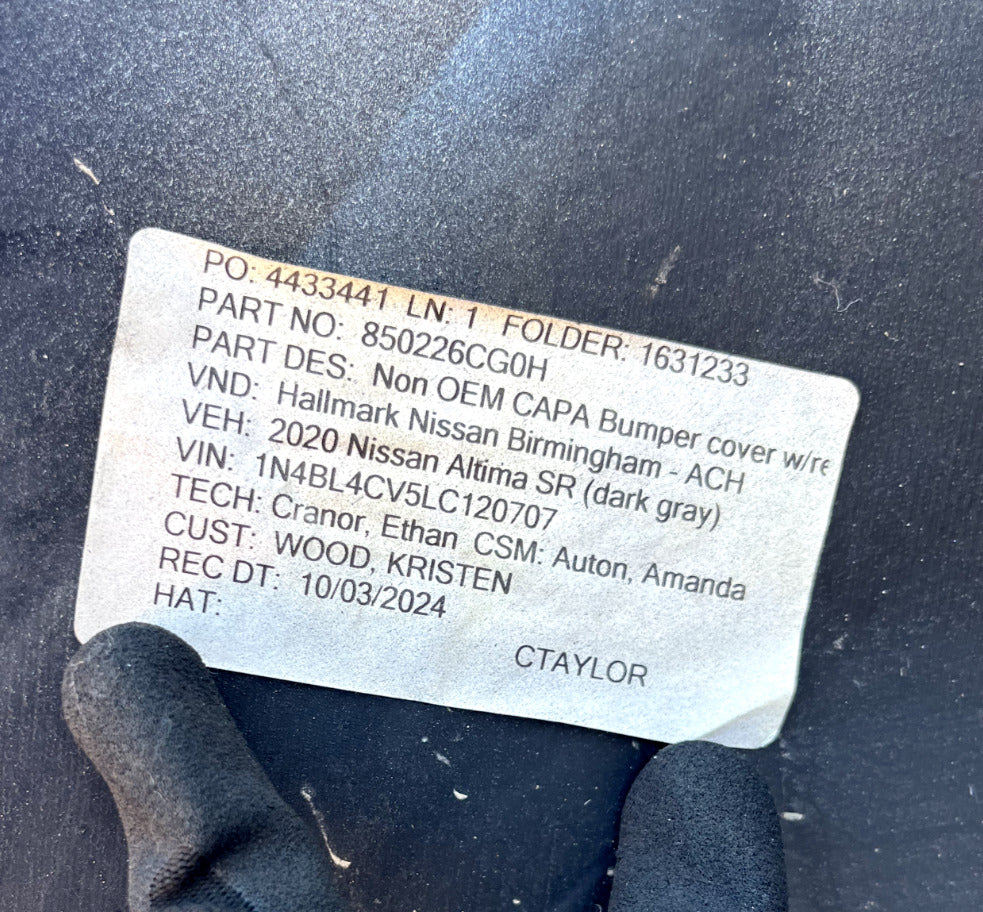 PO: 4433441 LN: 1 FOLDER: 1631233
PART NO: 850226CG0H
PART DES: Non OEM CAPA Bumper cover w/re
VND: Hallmark Nissan Birmingham - ACH
VEH: 2020 Nissan Altima SR (dark gray)
VIN: 1N4BL4CV5LC120707
TECH: Cranor, Ethan CSM: Auton, Amanda
CUST: WOOD, KRISTEN
REC DT: 10/03/2024
HAT:
CTAYLOR